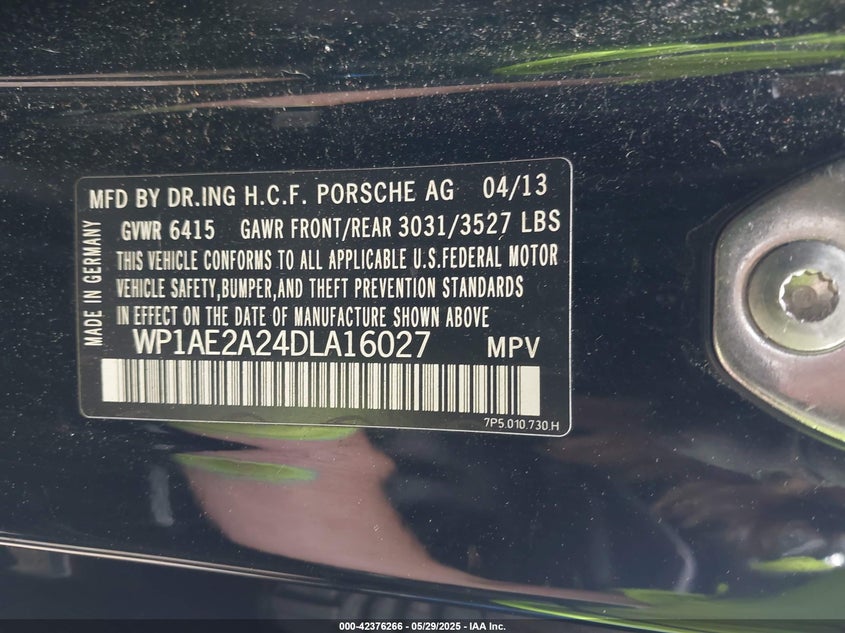 MFD BY DR.ING H.C.F. PORSCHE AG 04/13
GVWR 6415 GAWR FRONT/REAR 3031/3527 LBS
THIS VEHICLE CONFORMS TO ALL APPLICABLE U.S.FEDERAL MOTOR
VEHICLE SAFETY,BUMPER,AND THEFT PREVENTION STANDARDS
IN EFFECT ON THE DATE OF MANUFACTURE SHOWN ABOVE
MADE IN GERMANY
WP1AE2A24DLA16027 MPV
7P5.010.730.H
000-42376266 - 05/29/2025 - IAA Inc.